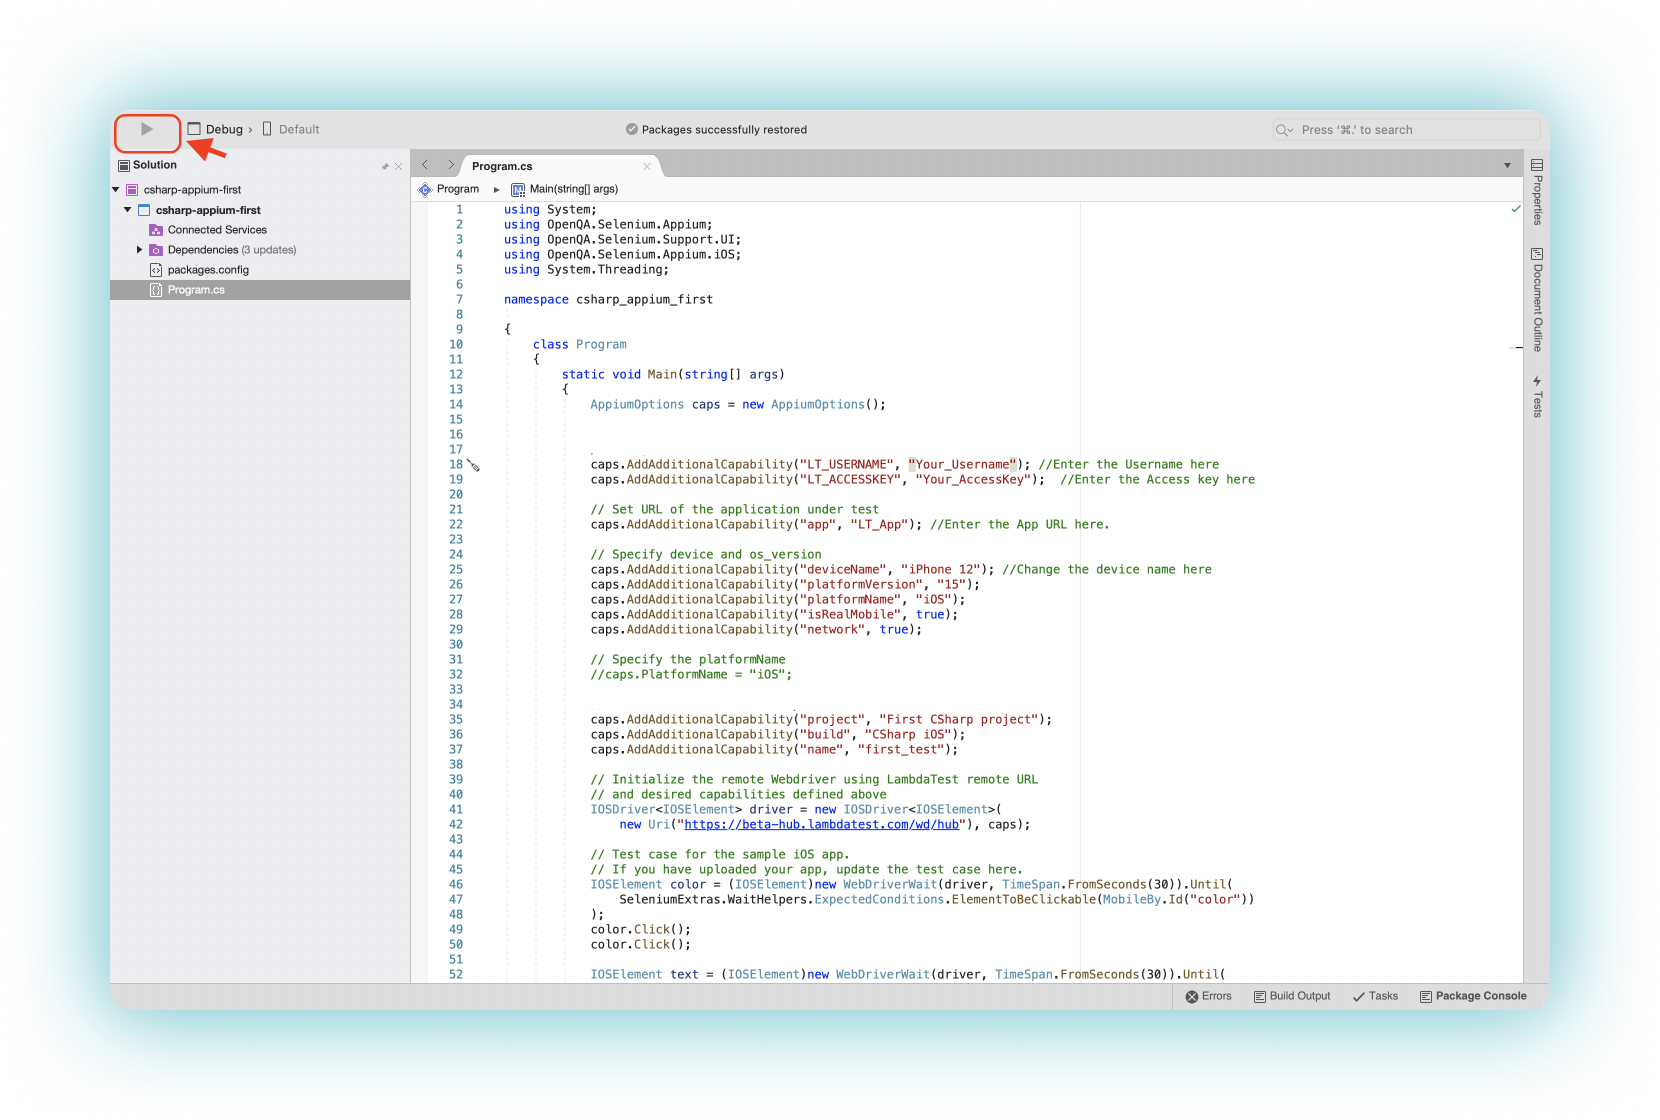 Debug › Default
Packages successfully restored
Press '⌘.' to search
Solution
csharp-appium-first
csharp-appium-first
Connected Services
Dependencies (3 updates)
packages.config
Program.cs
Program.cs
Program ▸ Main(string[] args)
1 using System;
2 using OpenQA.Selenium.Appium;
3 using OpenQA.Selenium.Support.UI;
4 using OpenQA.Selenium.Appium.iOS;
5 using System.Threading;
6
7 namespace csharp_appium_first
8
9 {
10 class Program
11 {
12 static void Main(string[] args)
13 {
14 AppiumOptions caps = new AppiumOptions();
15
16
17
18 caps.AddAdditionalCapability("LT_USERNAME", "Your_Username"); //Enter the Username here
19 caps.AddAdditionalCapability("LT_ACCESSKEY", "Your_AccessKey"); //Enter the Access key here
20
21 // Set URL of the application under test
22 caps.AddAdditionalCapability("app", "LT_App"); //Enter the App URL here.
23
24 // Specify device and os_version
25 caps.AddAdditionalCapability("deviceName", "iPhone 12"); //Change the device name here
26 caps.AddAdditionalCapability("platformVersion", "15");
27 caps.AddAdditionalCapability("platformName", "iOS");
28 caps.AddAdditionalCapability("isRealMobile", true);
29 caps.AddAdditionalCapability("network", true);
30
31 // Specify the platformName
32 //caps.PlatformName = "iOS";
33
34
35 caps.AddAdditionalCapability("project", "First CSharp project");
36 caps.AddAdditionalCapability("build", "CSharp iOS");
37 caps.AddAdditionalCapability("name", "first_test");
38
39 // Initialize the remote Webdriver using LambdaTest remote URL
40 // and desired capabilities defined above
41 IOSDriver<IOSElement> driver = new IOSDriver<IOSElement>(
42 new Uri("https://beta-hub.lambdatest.com/wd/hub"), caps);
43
44 // Test case for the sample iOS app.
45 // If you have uploaded your app, update the test case here.
46 IOSElement color = (IOSElement)new WebDriverWait(driver, TimeSpan.FromSeconds(30)).Until(
47 SeleniumExtras.WaitHelpers.ExpectedConditions.ElementToBeClickable(MobileBy.Id("color"))
48 );
49 color.Click();
50 color.Click();
51
52 IOSElement text = (IOSElement)new WebDriverWait(driver, TimeSpan.FromSeconds(30)).Until(
Properties
Document Outline
Tests
Errors
Build Output
Tasks
Package Console